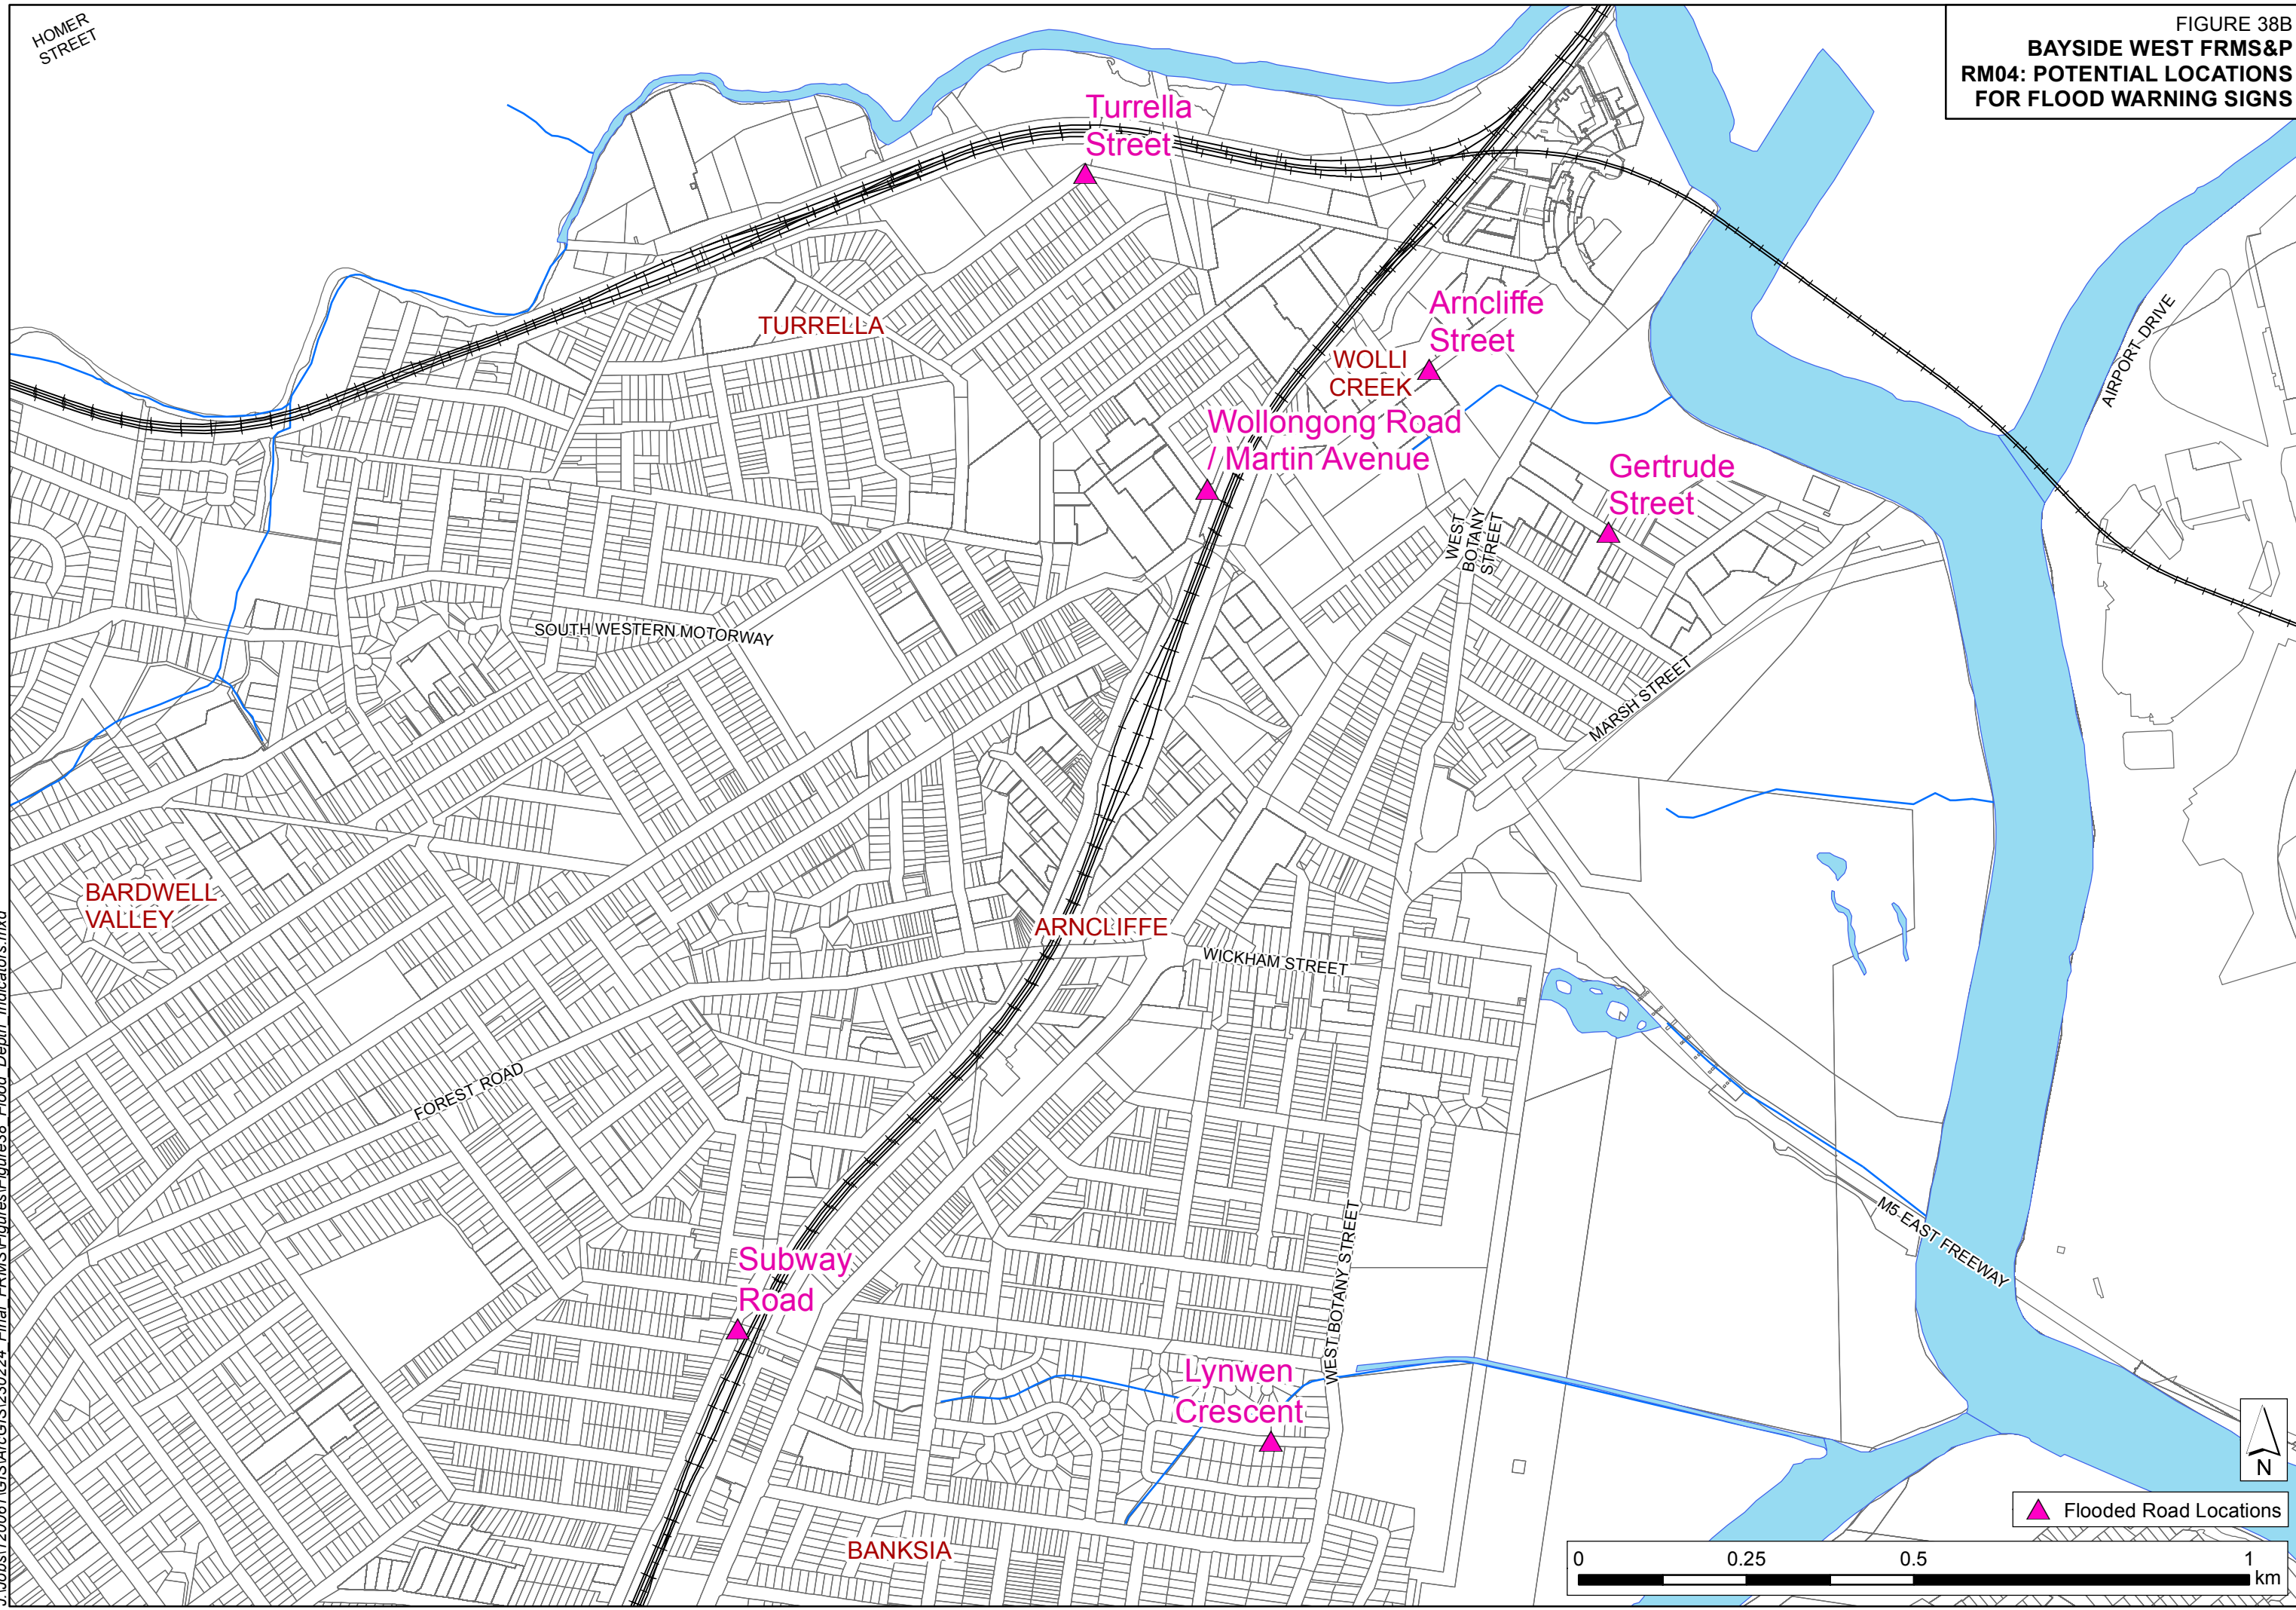 HOMER
STREET
FIGURE 38B
BAYSIDE WEST FRMS&P
RM04: POTENTIAL LOCATIONS
FOR FLOOD WARNING SIGNS
Turrella
Street
TURRELLA
Arncliffe
Street
WOLLI
CREEK
AIRPORT DRIVE
Wollongong Road
/ Martin Avenue
Gertrude
Street
WEST
BOTANY
STREET
SOUTH WESTERN MOTORWAY
MARSH STREET
BARDWELL
VALLEY
ARNCLIFFE
WICKHAM STREET
FOREST ROAD
M5 EAST FREEWAY
WEST BOTANY STREET
Subway
Road
Lynwen
Crescent
BANKSIA
N
Flooded Road Locations
0 0.25 0.5 1
km